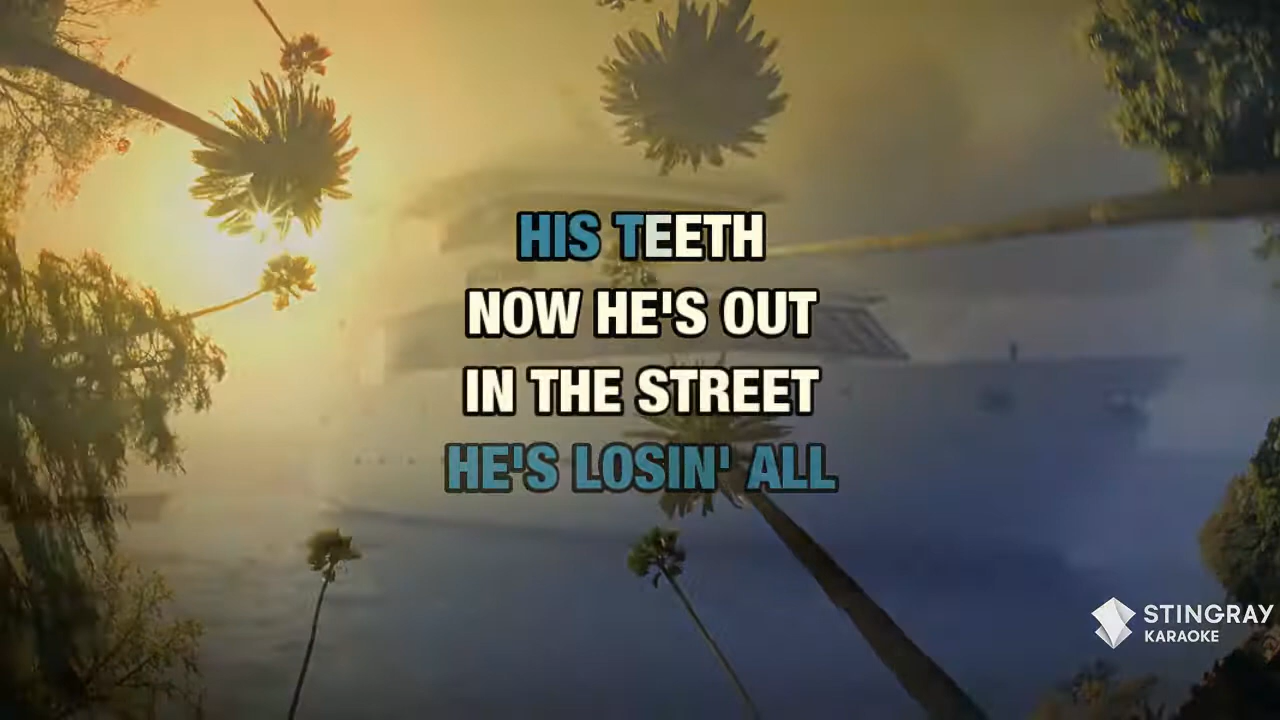 HIS TEETH
NOW HE'S OUT
IN THE STREET
HE'S LOSIN' ALL
STINGRAY
KARAOKE